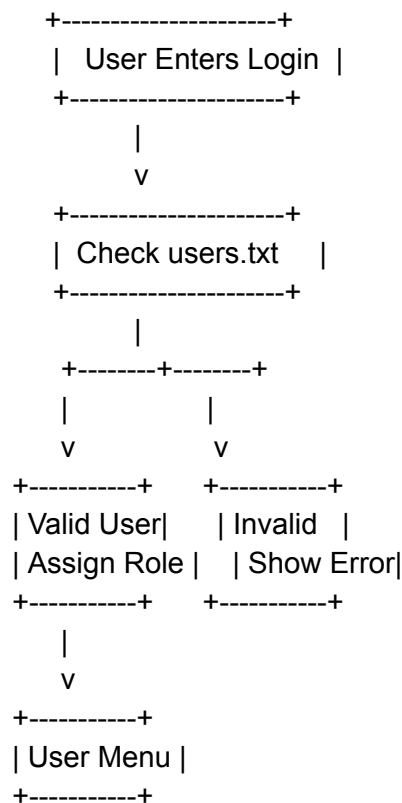 +----------------------+
| User Enters Login |
+----------------------+
|
v
+----------------------+
| Check users.txt |
+----------------------+
|
+--------+--------+
| |
v v
+-----------+ +-----------+
| Valid User| | Invalid |
| Assign Role | | Show Error|
+-----------+ +-----------+
|
v
+-----------+
| User Menu |
+-----------+